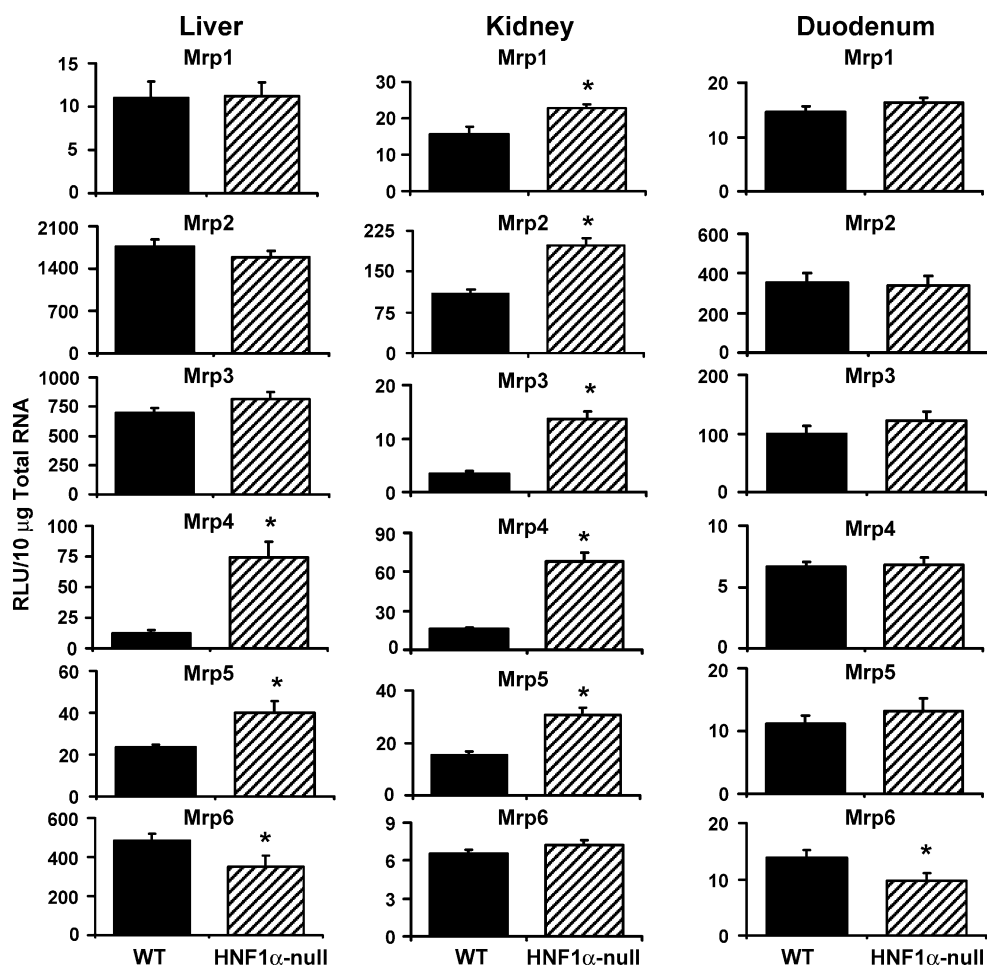 Liver Kidney Duodenum
Mrp1 Mrp1 Mrp1
15 10 5 0
30 20 10 0
20 10 0
Mrp2 Mrp2 Mrp2
* *
2100 1400 700 0
225 150 75 0
600 400 200 0
Mrp3 Mrp3 Mrp3
*
1000 750 500 250 0
20 10 0
200 100 0
RLU/10 μg Total RNA
Mrp4 Mrp4 Mrp4
* *
100 75 50 25 0
90 60 30 0
10 5 0
Mrp5 Mrp5 Mrp5
* *
60 40 20 0
40 20 0
20 10 0
Mrp6 Mrp6 Mrp6
* *
600 400 200 0
9 6 3 0
20 10 0
WT HNF1α-null WT HNF1α-null WT HNF1α-null